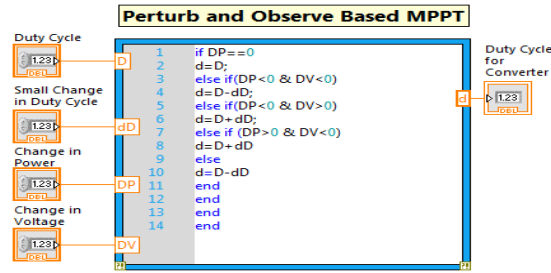 Perturb and Observe Based MPPT
Duty Cycle
1.23
DBL
D
Small Change
in Duty Cycle
1.23
DBL
dD
Change in
Power
1.23
DBL
DP
Change in
Voltage
1.23
DBL
DV
1 if DP==0
2 d=D;
3 else if(DP<0 & DV<0)
4 d=D-dD;
5 else if(DP<0 & DV>0)
6 d=D+dD;
7 else if (DP>0 & DV<0)
8 d=D+dD
9 else
10 d=D-dD
11 end
12 end
13 end
14 end
d
Duty Cycle
for
Converter
1.23
DBL